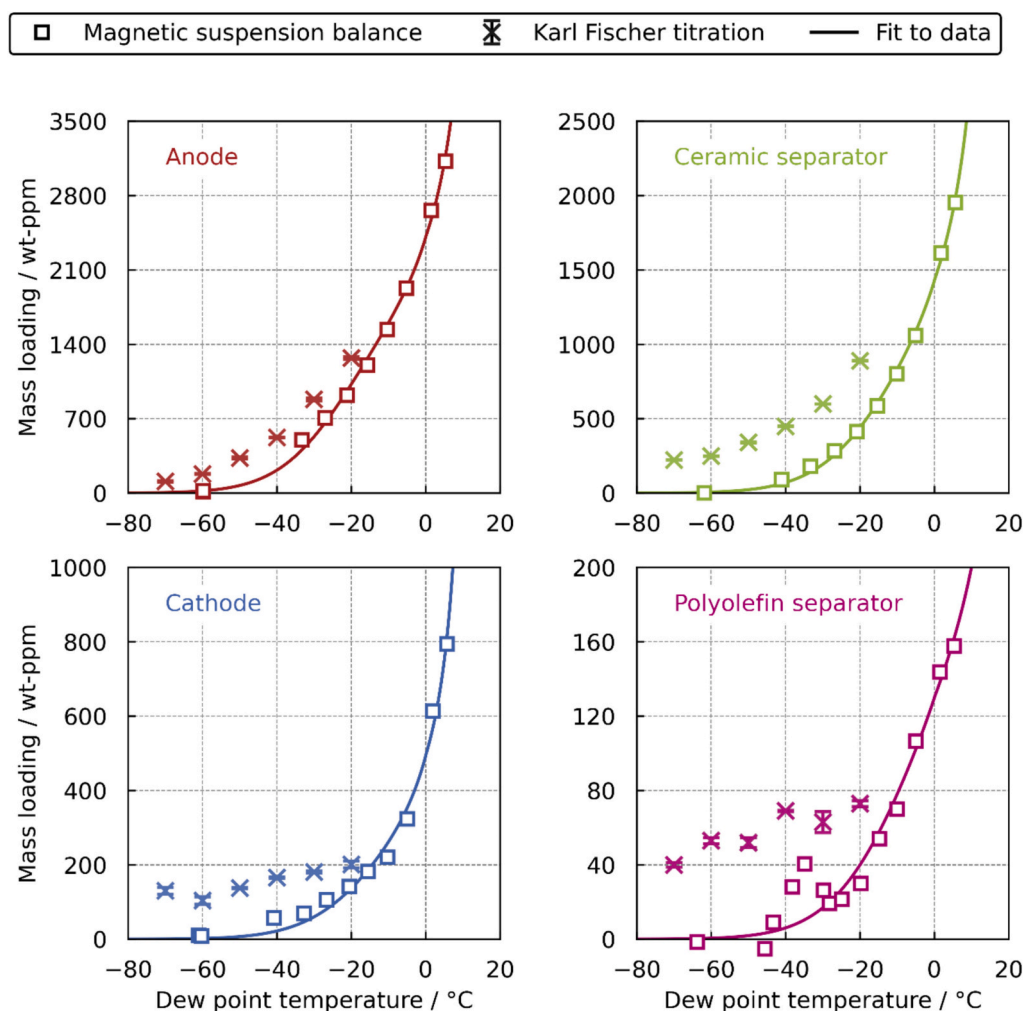 Magnetic suspension balance Karl Fischer titration Fit to data
3500
2800
2100
1400
700
0
Mass loading / wt-ppm
Anode
−80 −60 −40 −20 0 20
2500
2000
1500
1000
500
0
Ceramic separator
−80 −60 −40 −20 0 20
1000
800
600
400
200
0
Mass loading / wt-ppm
Cathode
−80 −60 −40 −20 0 20
Dew point temperature / °C
200
160
120
80
40
0
Polyolefin separator
−80 −60 −40 −20 0 20
Dew point temperature / °C